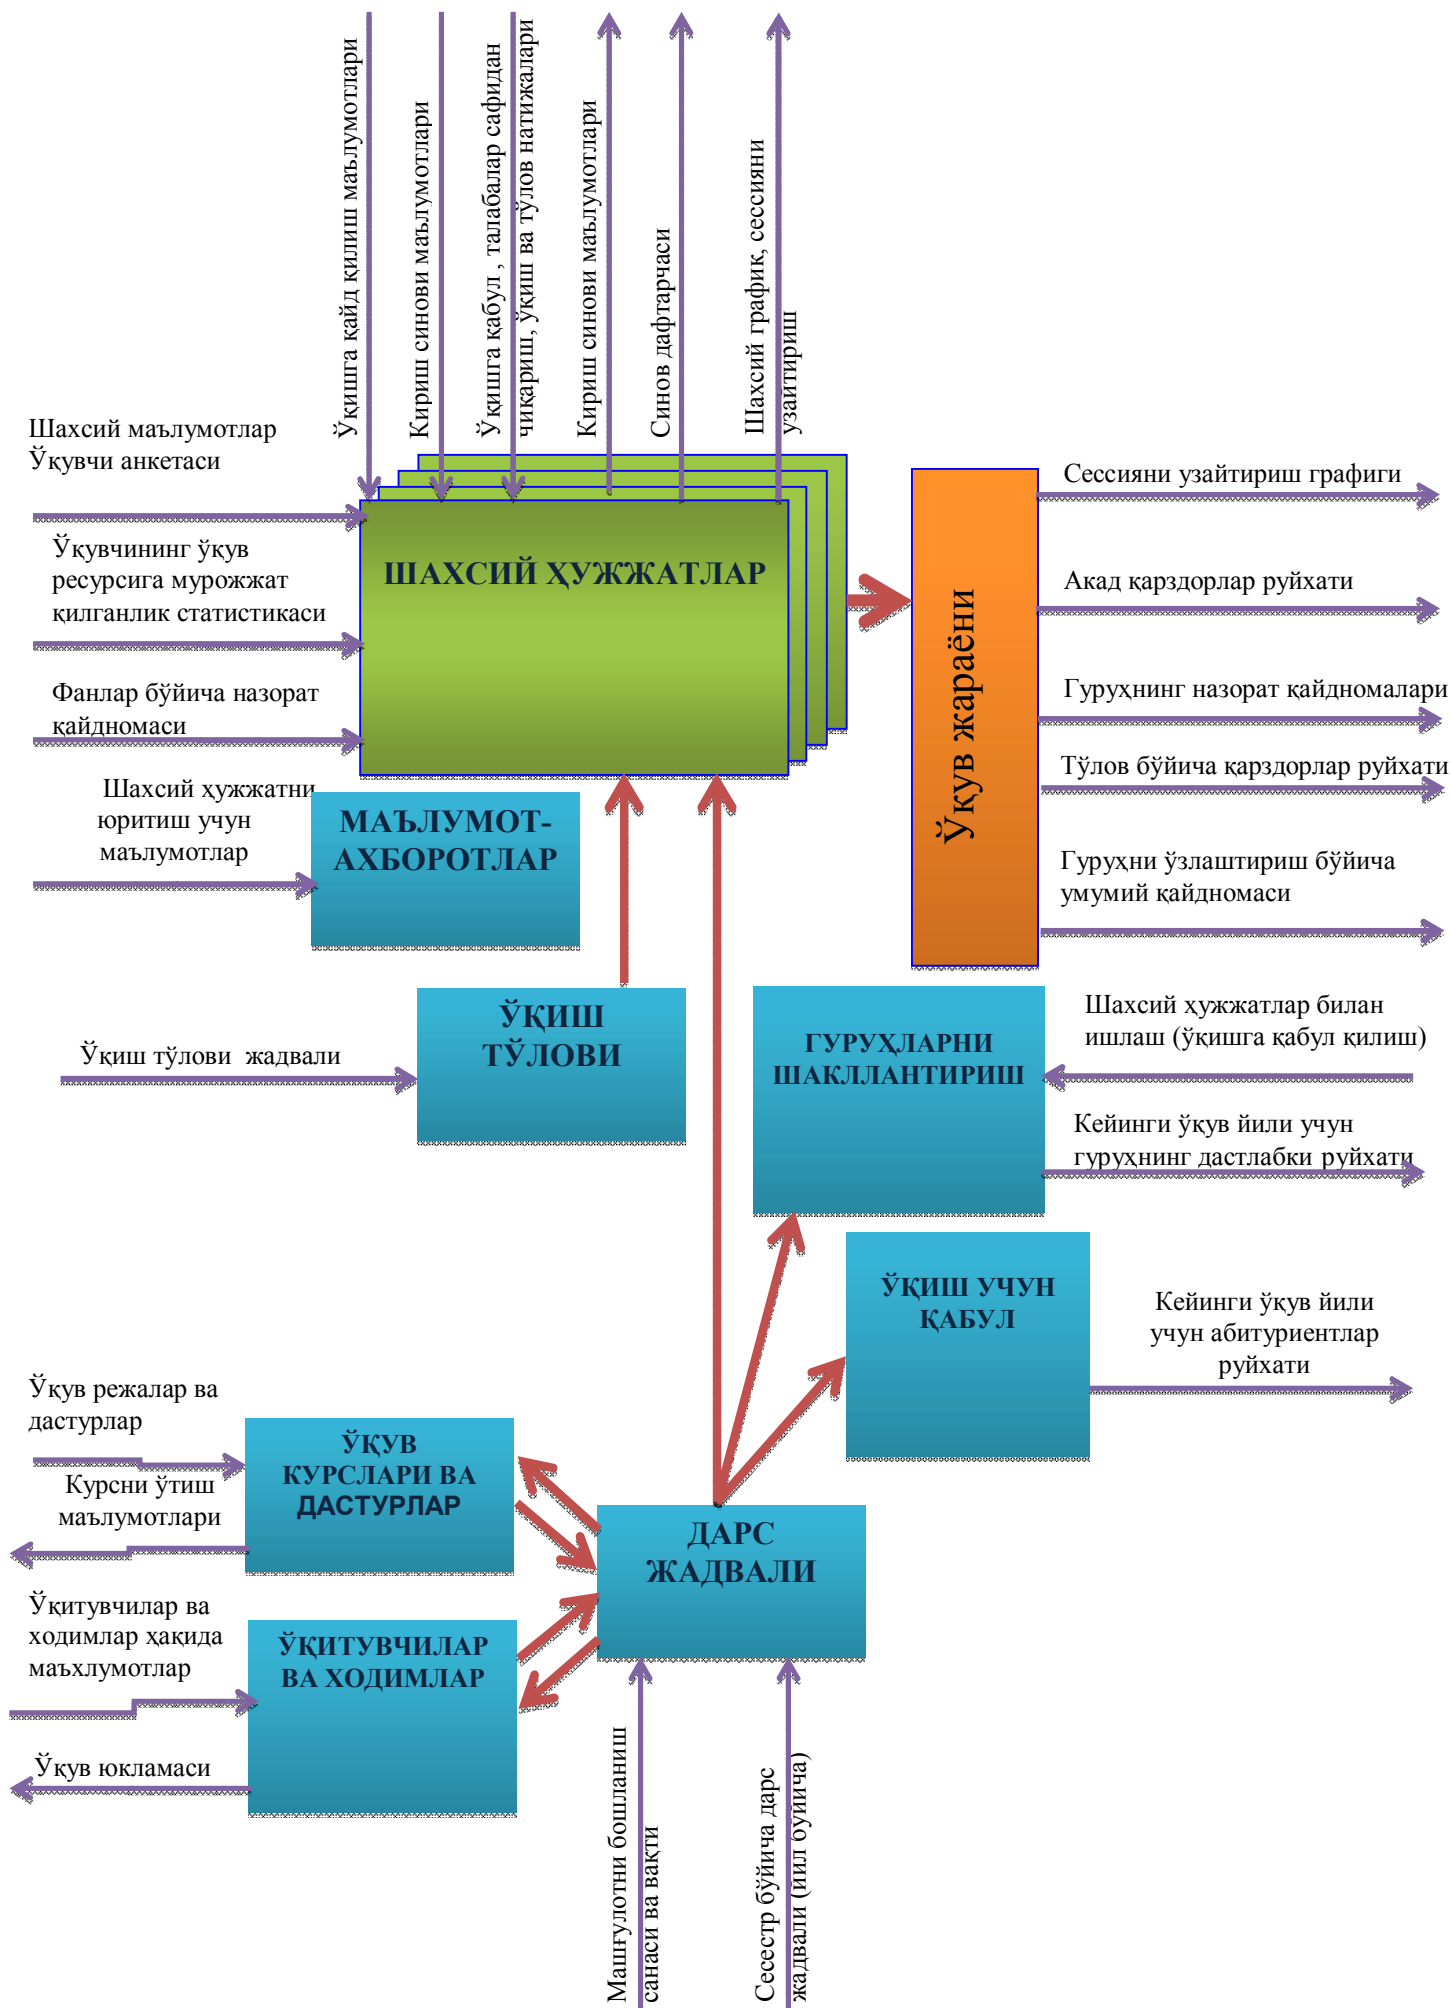 Ўқишга қайд қилиш маълумотлари
Кириш синови маълумотлари
Ўқишга қабул , талабалар сафидан
чиқариш, ўқиш ва тўлов натижалари
Кириш синови маълумотлари
Синов дафтарчаси
Шахсий график, сессияни
узайтириш
Шахсий маълумотлар
Ўқувчи анкетаси
Ўқувчининг ўқув
ресурсига мурожжат
қилганлик статистикаси
Фанлар бўйича назорат
қайдномаси
ШАХСИЙ ҲУЖЖАТЛАР
Ўқув жараёни
Сессияни узайтириш графиги
Акад қарздорлар руйхати
Гуруҳнинг назорат қайдномалари
Тўлов бўйича қарздорлар руйхати
Гуруҳни ўзлаштириш бўйича
умумий қайдномаси
Шахсий ҳужжатни
юритиш учун
маълумотлар
МАЪЛУМОТ-
АХБОРОТЛАР
Ўқиш тўлови жадвали
ЎҚИШ
ТЎЛОВИ
ГУРУҲЛАРНИ
ШАКЛЛАНТИРИШ
Шахсий ҳужжатлар билан
ишлаш (ўқишга қабул қилиш)
Кейинги ўқув йили учун
гуруҳнинг дастлабки руйхати
ЎҚИШ УЧУН
ҚАБУЛ
Кейинги ўқув йили
учун абитуриентлар
руйхати
Ўқув режалар ва
дастурлар
Курсни ўтиш
маълумотлари
ЎҚУВ
КУРСЛАРИ ВА
ДАСТУРЛАР
ДАРС
ЖАДВАЛИ
Ўқитувчилар ва
ходимлар ҳақида
маъхлумотлар
Ўқув юкламаси
ЎҚИТУВЧИЛАР
ВА ХОДИМЛАР
Машғулотни бошланиш
санаси ва вақти
Сесестр бўйича дарс
жадвали (йил бўйича)